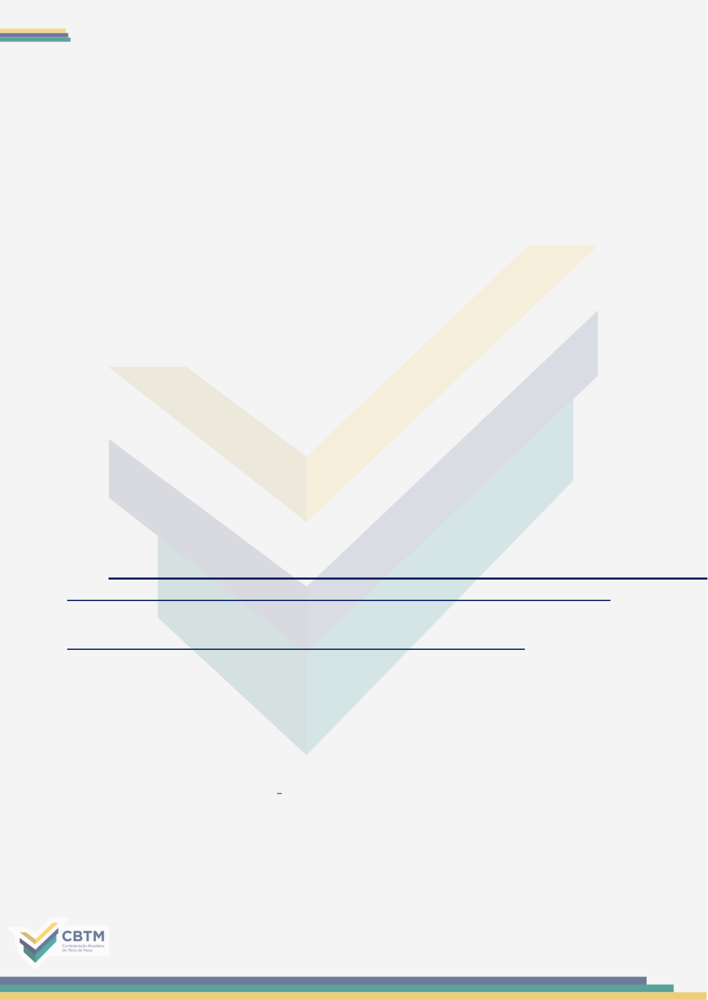 CBTM
Confederação Brasileira
de Tênis de Mesa